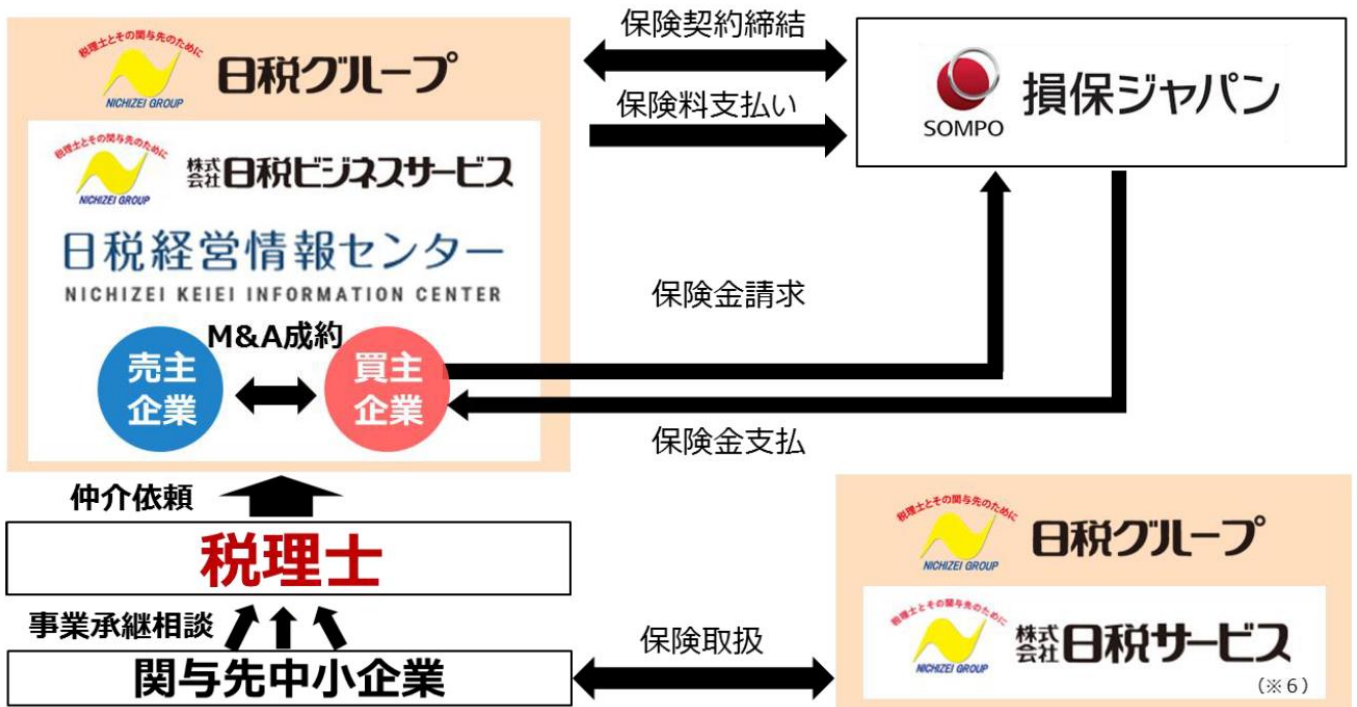 税理士とその関与先のために
NICHIZEI GROUP
日税グループ
税理士とその関与先のために
NICHIZEI GROUP
株式会社日税ビジネスサービス
日税経営情報センター
NICHIZEI KEIEI INFORMATION CENTER
M&A成約
売主
企業
買主
企業
保険契約締結
保険料支払い
SOMPO
損保ジャパン
保険金請求
保険金支払
仲介依頼
税理士
事業承継相談
関与先中小企業
保険取扱
税理士とその関与先のために
NICHIZEI GROUP
日税グループ
税理士とその関与先のために
NICHIZEI GROUP
株式会社日税サービス
(※6)